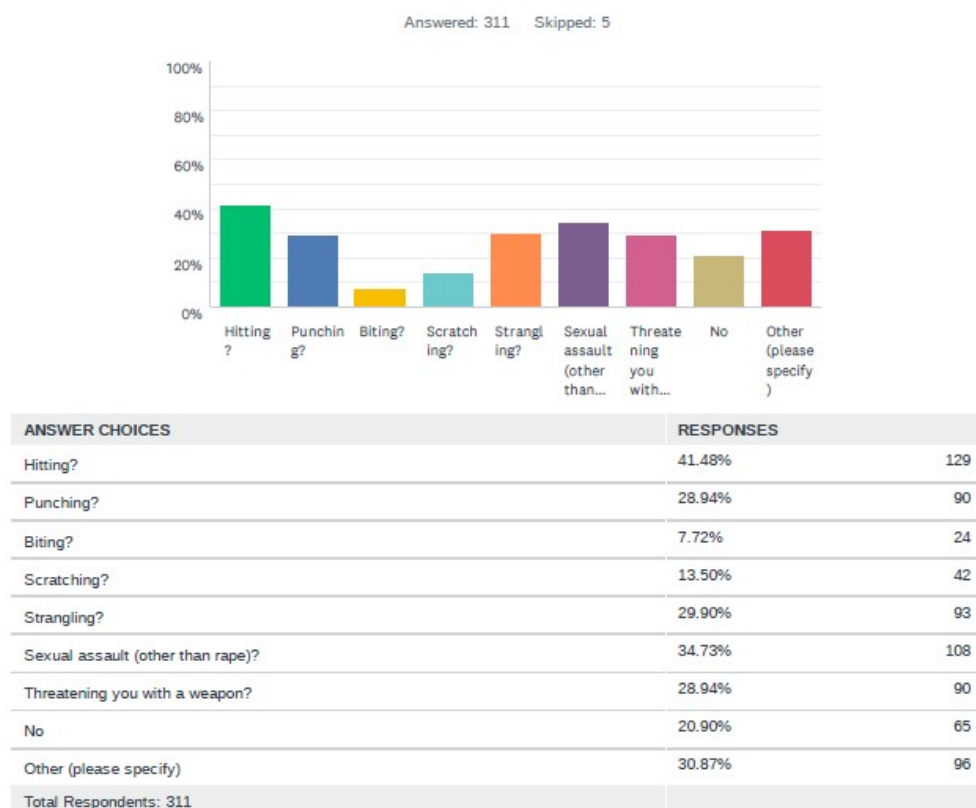 Answered: 311 Skipped: 5
100%
80%
60%
40%
20%
0%
Hitting
?
Punchin
g?
Biting?
Scratch
ing?
Strangl
ing?
Sexual
assault
(other
than...
Threate
ning
you
with...
No
Other
(please
specify
)
ANSWER CHOICES RESPONSES
Hitting? 41.48% 129
Punching? 28.94% 90
Biting? 7.72% 24
Scratching? 13.50% 42
Strangling? 29.90% 93
Sexual assault (other than rape)? 34.73% 108
Threatening you with a weapon? 28.94% 90
No 20.90% 65
Other (please specify) 30.87% 96
Total Respondents: 311